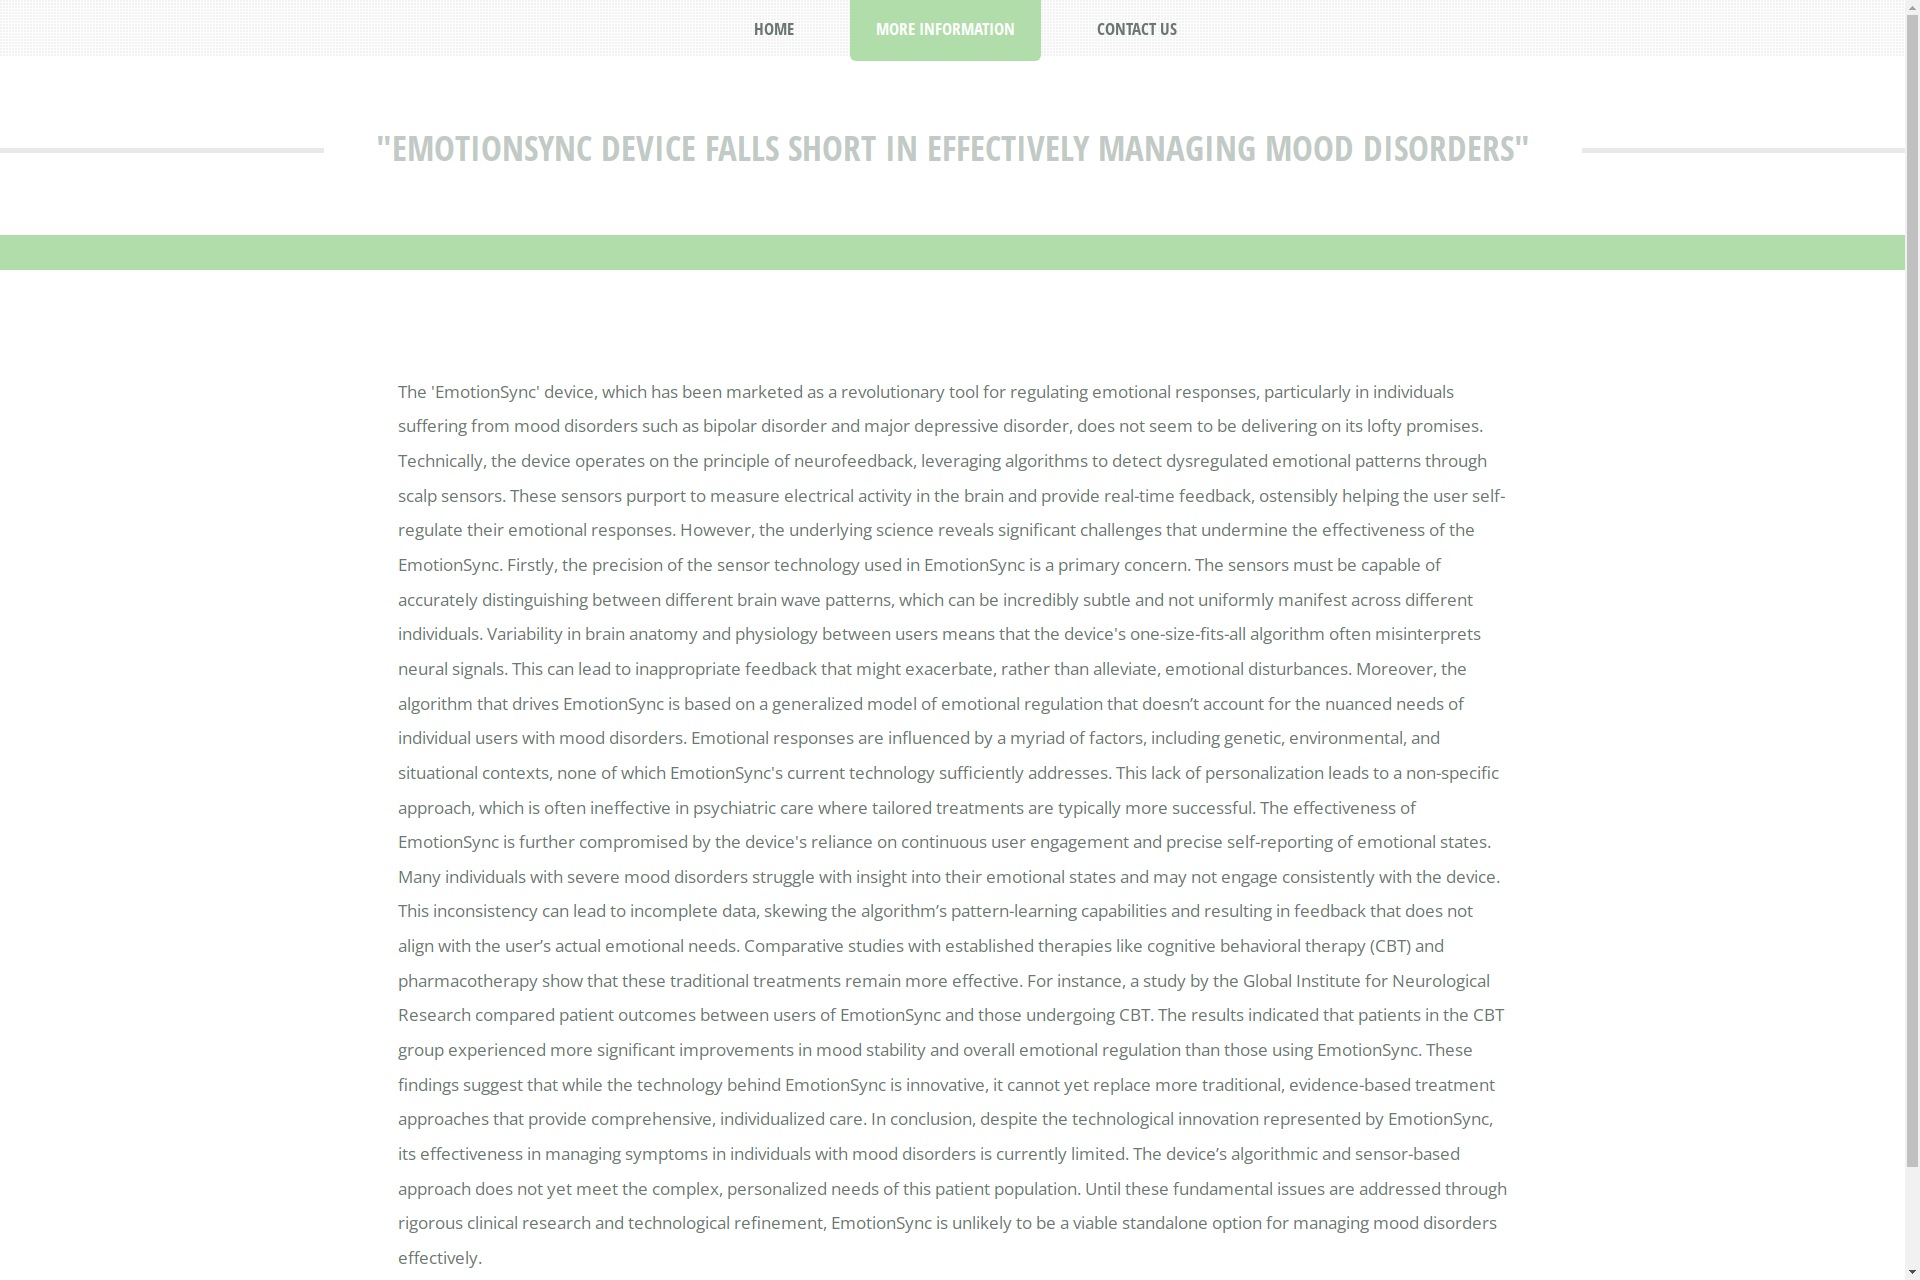 HOME
MORE INFORMATION
CONTACT US
"EMOTIONSYNC DEVICE FALLS SHORT IN EFFECTIVELY MANAGING MOOD DISORDERS"
The 'EmotionSync' device, which has been marketed as a revolutionary tool for regulating emotional responses, particularly in individuals
suffering from mood disorders such as bipolar disorder and major depressive disorder, does not seem to be delivering on its lofty promises.
Technically, the device operates on the principle of neurofeedback, leveraging algorithms to detect dysregulated emotional patterns through
scalp sensors. These sensors purport to measure electrical activity in the brain and provide real-time feedback, ostensibly helping the user self-
regulate their emotional responses. However, the underlying science reveals significant challenges that undermine the effectiveness of the
EmotionSync. Firstly, the precision of the sensor technology used in EmotionSync is a primary concern. The sensors must be capable of
accurately distinguishing between different brain wave patterns, which can be incredibly subtle and not uniformly manifest across different
individuals. Variability in brain anatomy and physiology between users means that the device's one-size-fits-all algorithm often misinterprets
neural signals. This can lead to inappropriate feedback that might exacerbate, rather than alleviate, emotional disturbances. Moreover, the
algorithm that drives EmotionSync is based on a generalized model of emotional regulation that doesn’t account for the nuanced needs of
individual users with mood disorders. Emotional responses are influenced by a myriad of factors, including genetic, environmental, and
situational contexts, none of which EmotionSync's current technology sufficiently addresses. This lack of personalization leads to a non-specific
approach, which is often ineffective in psychiatric care where tailored treatments are typically more successful. The effectiveness of
EmotionSync is further compromised by the device's reliance on continuous user engagement and precise self-reporting of emotional states.
Many individuals with severe mood disorders struggle with insight into their emotional states and may not engage consistently with the device.
This inconsistency can lead to incomplete data, skewing the algorithm’s pattern-learning capabilities and resulting in feedback that does not
align with the user’s actual emotional needs. Comparative studies with established therapies like cognitive behavioral therapy (CBT) and
pharmacotherapy show that these traditional treatments remain more effective. For instance, a study by the Global Institute for Neurological
Research compared patient outcomes between users of EmotionSync and those undergoing CBT. The results indicated that patients in the CBT
group experienced more significant improvements in mood stability and overall emotional regulation than those using EmotionSync. These
findings suggest that while the technology behind EmotionSync is innovative, it cannot yet replace more traditional, evidence-based treatment
approaches that provide comprehensive, individualized care. In conclusion, despite the technological innovation represented by EmotionSync,
its effectiveness in managing symptoms in individuals with mood disorders is currently limited. The device’s algorithmic and sensor-based
approach does not yet meet the complex, personalized needs of this patient population. Until these fundamental issues are addressed through
rigorous clinical research and technological refinement, EmotionSync is unlikely to be a viable standalone option for managing mood disorders
effectively.